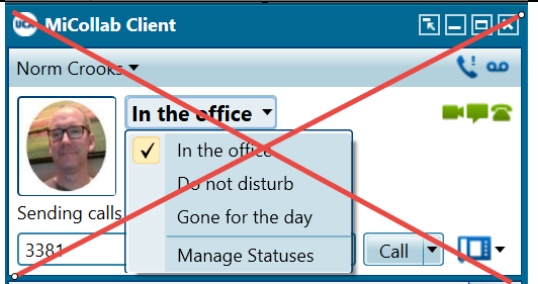 UCA MiCollab Client
Norm Crooks
In the office
In the office
Do not disturb
Sending calls
Gone for the day
3381
Call
Manage Statuses